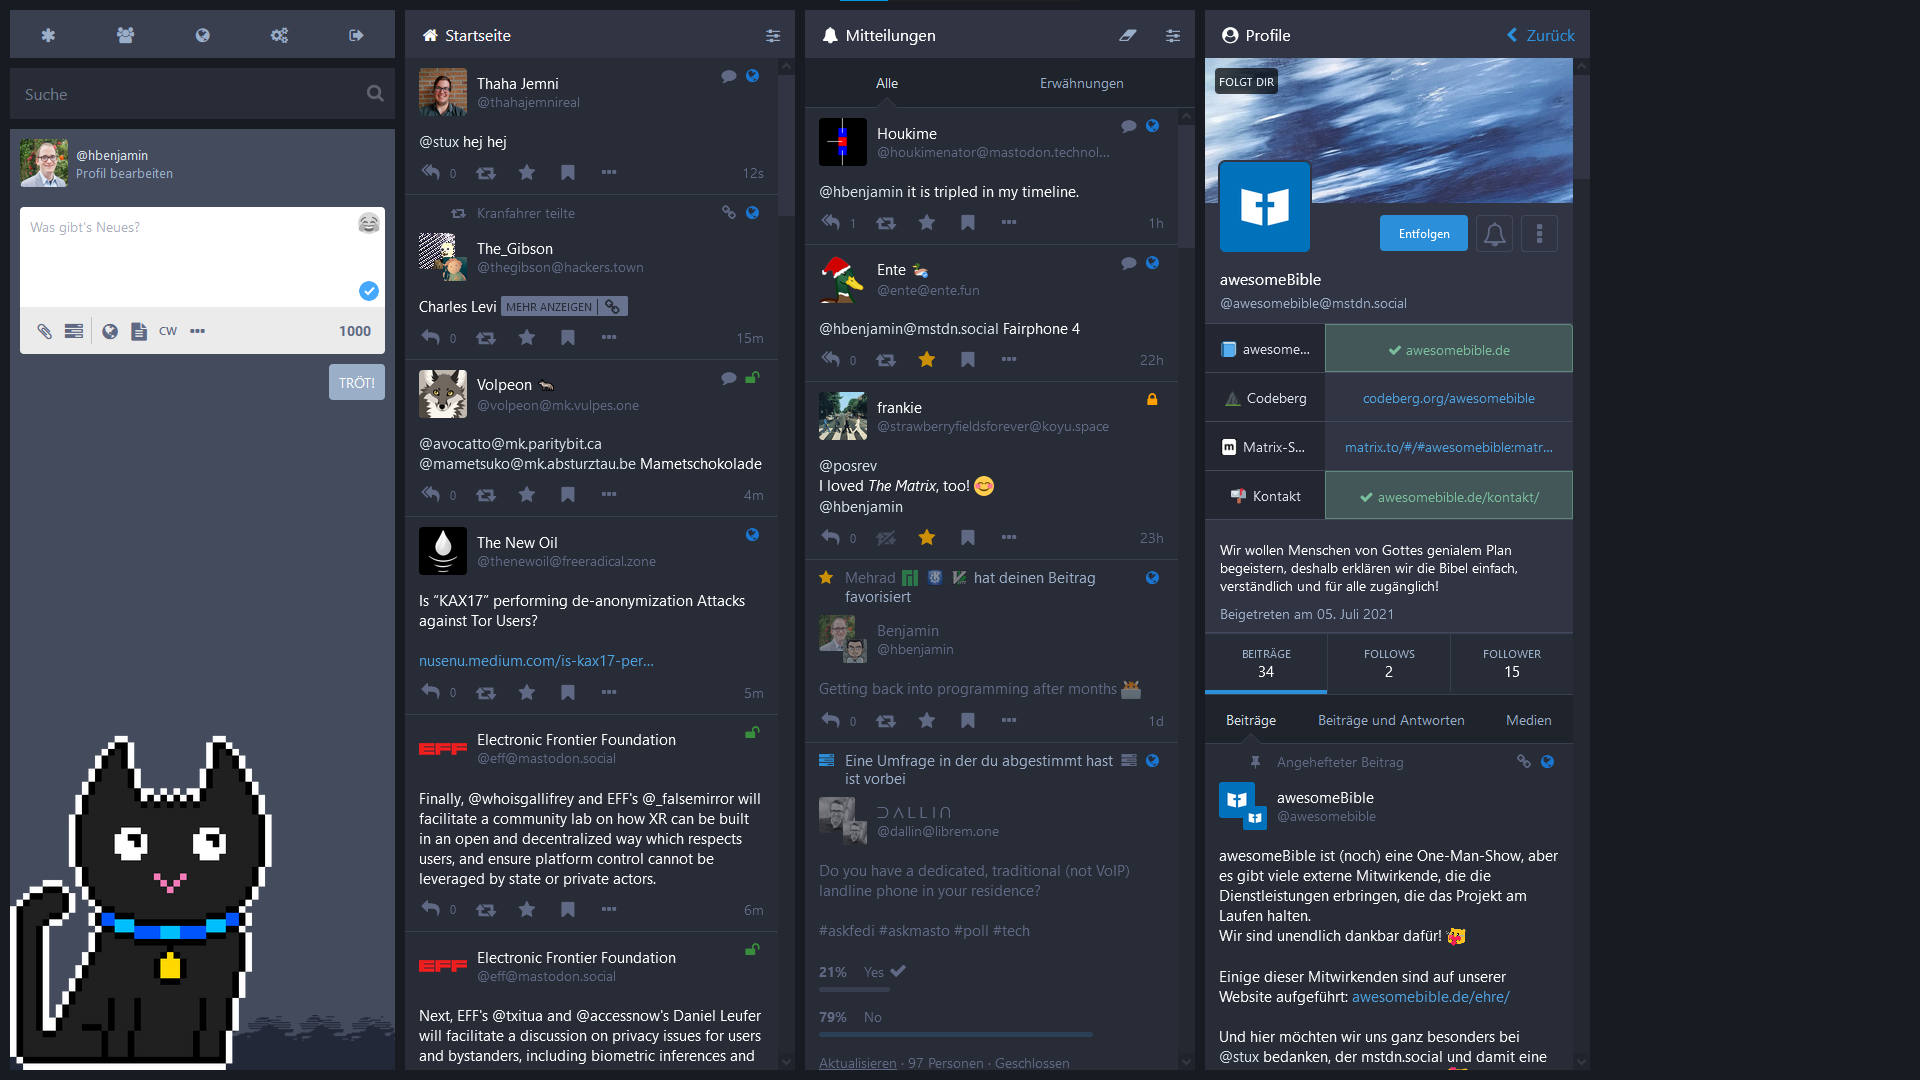 Suche
@hbenjamin
Profil bearbeiten
Was gibt's Neues?
CW
1000
TRÖT!
Startseite
Thaha Jemni
@thahajemnireal
@stux hej hej
0
12s
Kranfahrer teilte
The_Gibson
@thegibson@hackers.town
Charles Levi MEHR ANZEIGEN
0
15m
Volpeon
@volpeon@mk.vulpes.one
@avocatto@mk.paritybit.ca
@mametsuko@mk.absturztau.be Mametschokolade
0
4m
The New Oil
@thenewoil@freeradical.zone
Is “KAX17” performing de-anonymization Attacks
against Tor Users?
nusenu.medium.com/is-kax17-per…
0
5m
EFF
Electronic Frontier Foundation
@eff@mastodon.social
Finally, @whoisgallifrey and EFF's @_falsemirror will
facilitate a community lab on how XR can be built
in an open and decentralized way which respects
users, and ensure platform control cannot be
leveraged by state or private actors.
0
6m
EFF
Electronic Frontier Foundation
@eff@mastodon.social
Next, EFF's @txitua and @accessnow's Daniel Leufer
will facilitate a discussion on privacy issues for users
and bystanders, including biometric inferences and
Mitteilungen
Alle
Erwähnungen
Houkime
@houkimenator@mastodon.technol…
@hbenjamin it is tripled in my timeline.
1
1h
Ente
@ente@ente.fun
@hbenjamin@mstdn.social Fairphone 4
0
22h
frankie
@strawberryfieldsforever@koyu.space
@posrev
I loved The Matrix, too!
@hbenjamin
0
23h
Mehrad hat deinen Beitrag
favorisiert
Benjamin
@hbenjamin
Getting back into programming after months
0
1d
Eine Umfrage in der du abgestimmt hast
ist vorbei
DALLIN
@dallin@librem.one
Do you have a dedicated, traditional (not VoIP)
landline phone in your residence?
#askfedi #askmasto #poll #tech
21% Yes
79% No
Aktualisieren · 97 Personen · Geschlossen
Profile
Zurück
FOLGT DIR
Entfolgen
awesomeBible
@awesomebible@mstdn.social
awesome…
awesomebible.de
Codeberg
codeberg.org/awesomebible
Matrix-S…
matrix.to/#/#awesomebible:matr…
Kontakt
awesomebible.de/kontakt/
Wir wollen Menschen von Gottes genialem Plan
begeistern, deshalb erklären wir die Bibel einfach,
verständlich und für alle zugänglich!
Beigetreten am 05. Juli 2021
BEITRÄGE
34
FOLLOWS
2
FOLLOWER
15
Beiträge
Beiträge und Antworten
Medien
Angehefteter Beitrag
awesomeBible
@awesomebible
awesomeBible ist (noch) eine One-Man-Show, aber
es gibt viele externe Mitwirkende, die die
Dienstleistungen erbringen, die das Projekt am
Laufen halten.
Wir sind unendlich dankbar dafür!
Einige dieser Mitwirkenden sind auf unserer
Website aufgeführt: awesomebible.de/ehre/
Und hier möchten wir uns ganz besonders bei
@stux bedanken, der mstdn.social und damit eine